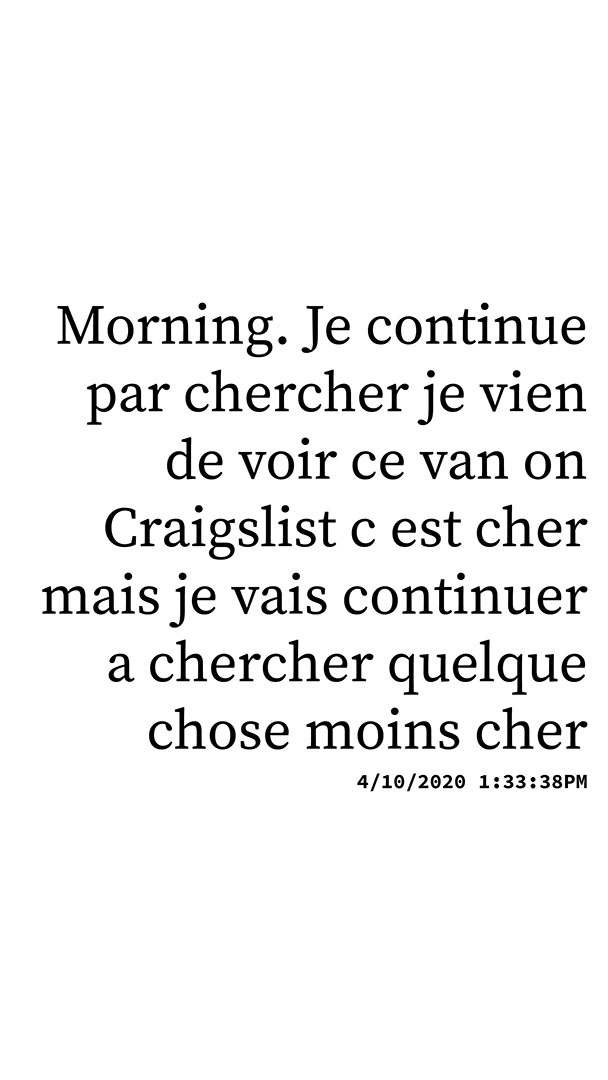 Morning. Je continue
par chercher je vien
de voir ce van on
Craigslist c est cher
mais je vais continuer
a chercher quelque
chose moins cher
4/10/2020 1:33:38PM